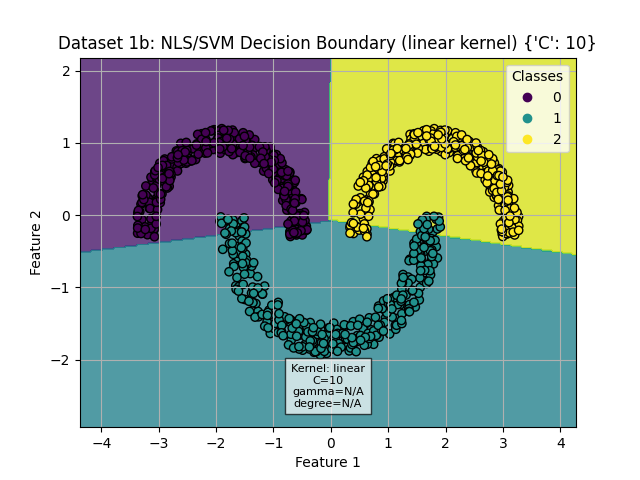 Dataset 1b: NLS/SVM Decision Boundary (linear kernel) {'C': 10}
Classes
0
1
2
Feature 2
2
1
0
−1
−2
Kernel: linear
C=10
gamma=N/A
degree=N/A
−4 −3 −2 −1 0 1 2 3 4
Feature 1